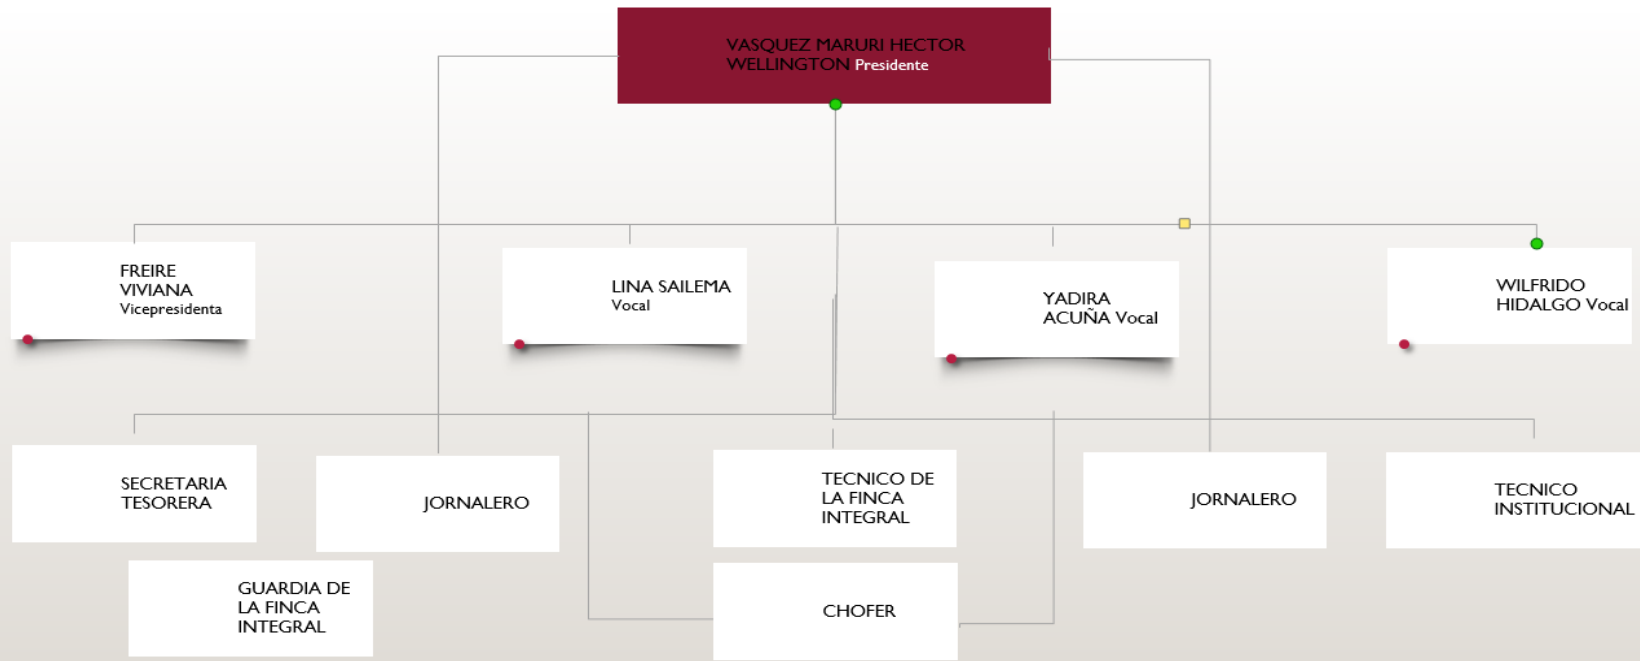 VASQUEZ MARURI HECTOR
WELLINGTON Presidente
FREIRE
VIVIANA
Vicepresidenta
LINA SAILEMA
Vocal
YADIRA
ACUÑA Vocal
WILFRIDO
HIDALGO Vocal
SECRETARIA
TESORERA
JORNALERO
TECNICO DE
LA FINCA
INTEGRAL
JORNALERO
TECNICO
INSTITUCIONAL
GUARDIA DE
LA FINCA
INTEGRAL
CHOFER